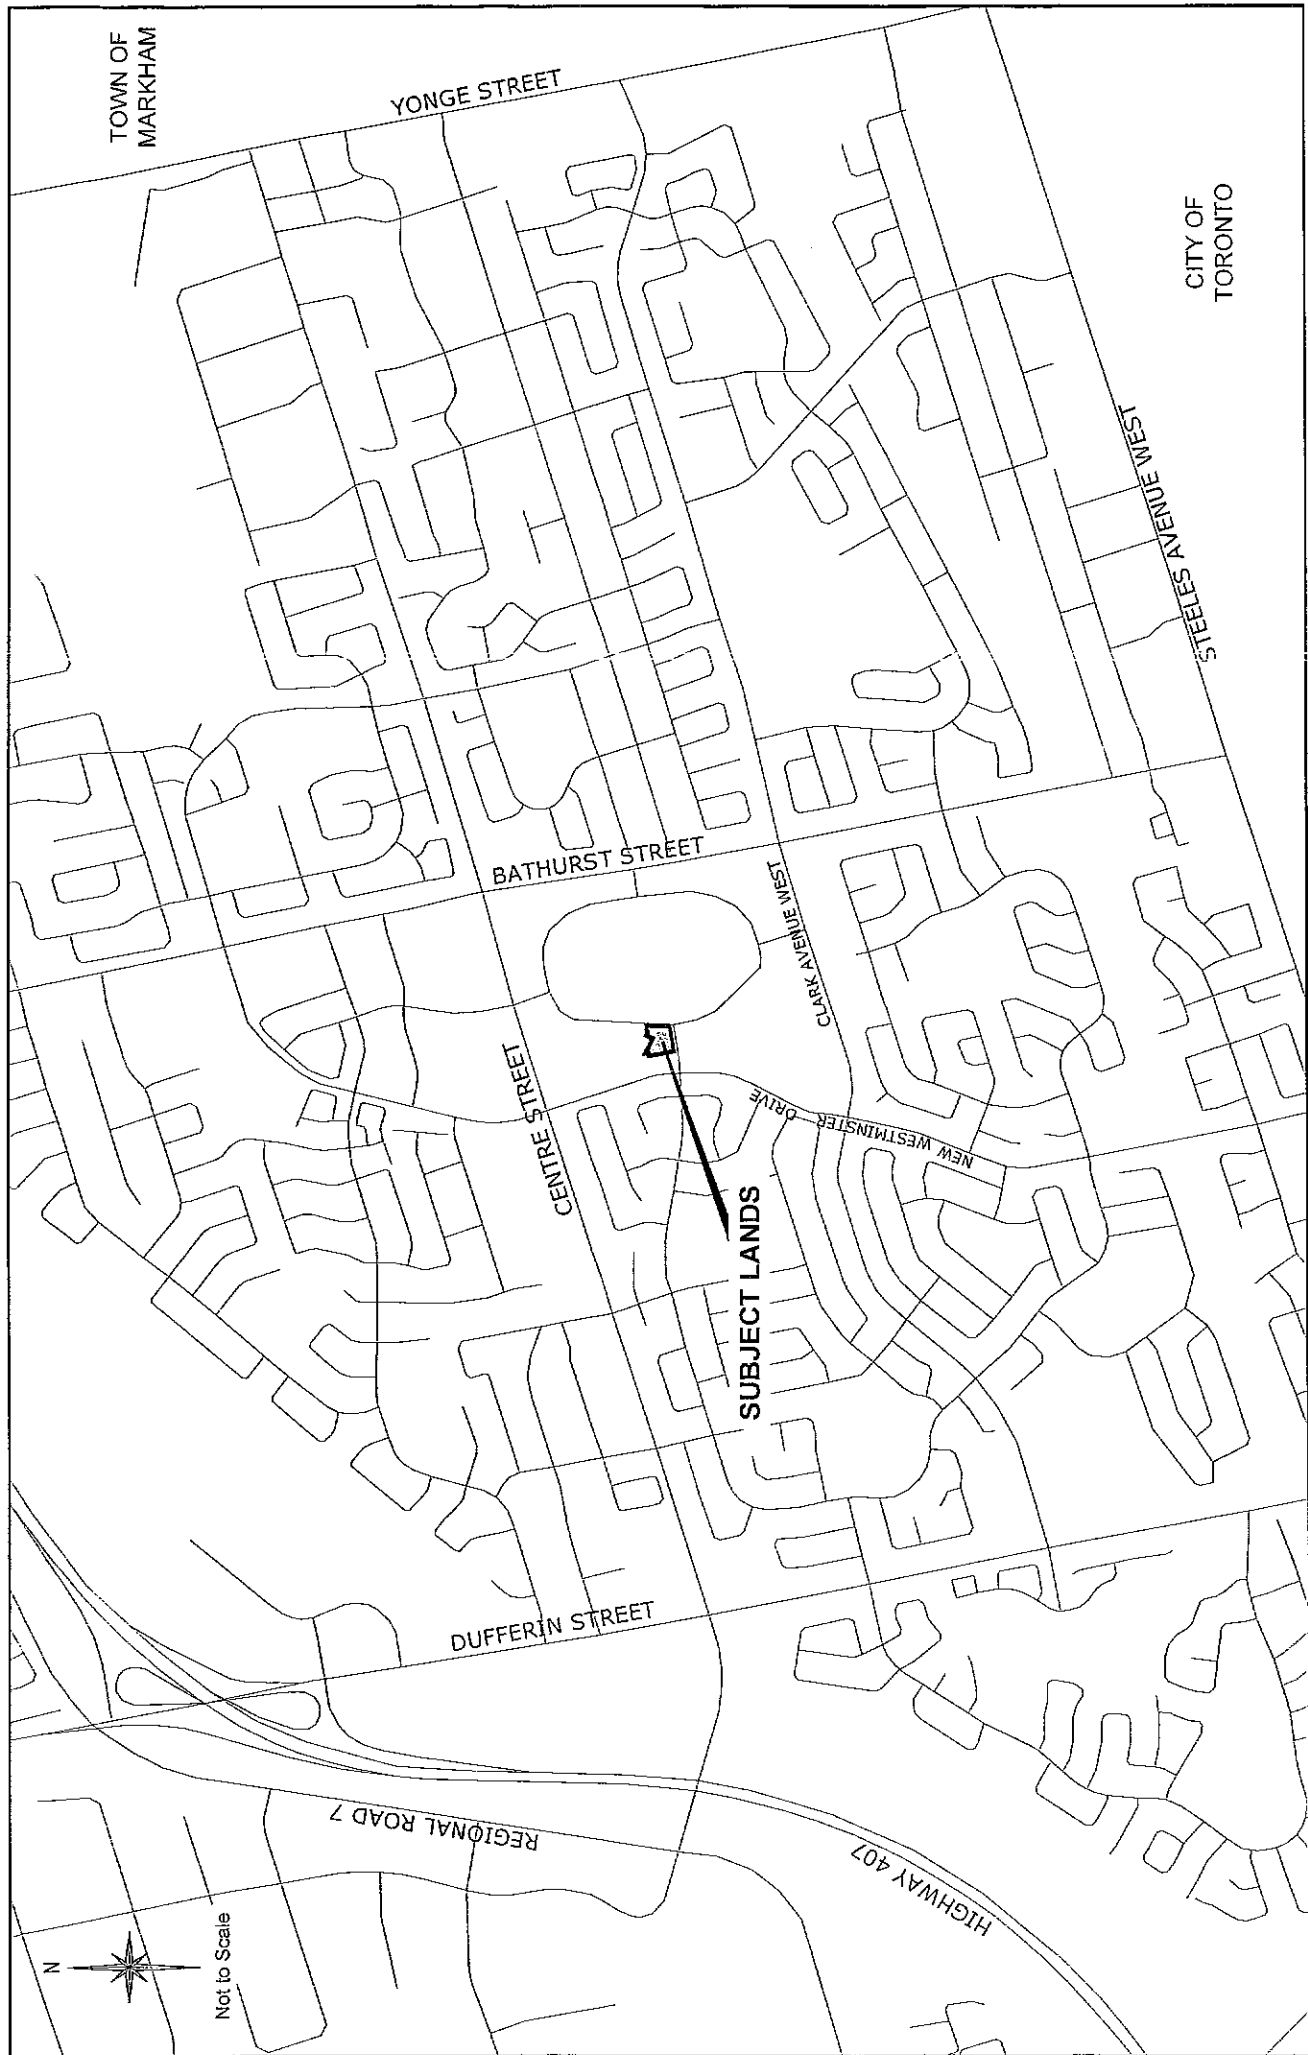 TOWN OF
MARKHAM
YONGE STREET
CITY OF
TORONTO
STEELES AVENUE WEST
BATHURST STREET
CLARK AVENUE WEST
CENTRE STREET
NEW WESTMINSTER DRIVE
SUBJECT LANDS
DUFFERIN STREET
REGIONAL ROAD 7
HIGHWAY 407
N
Not to Scale